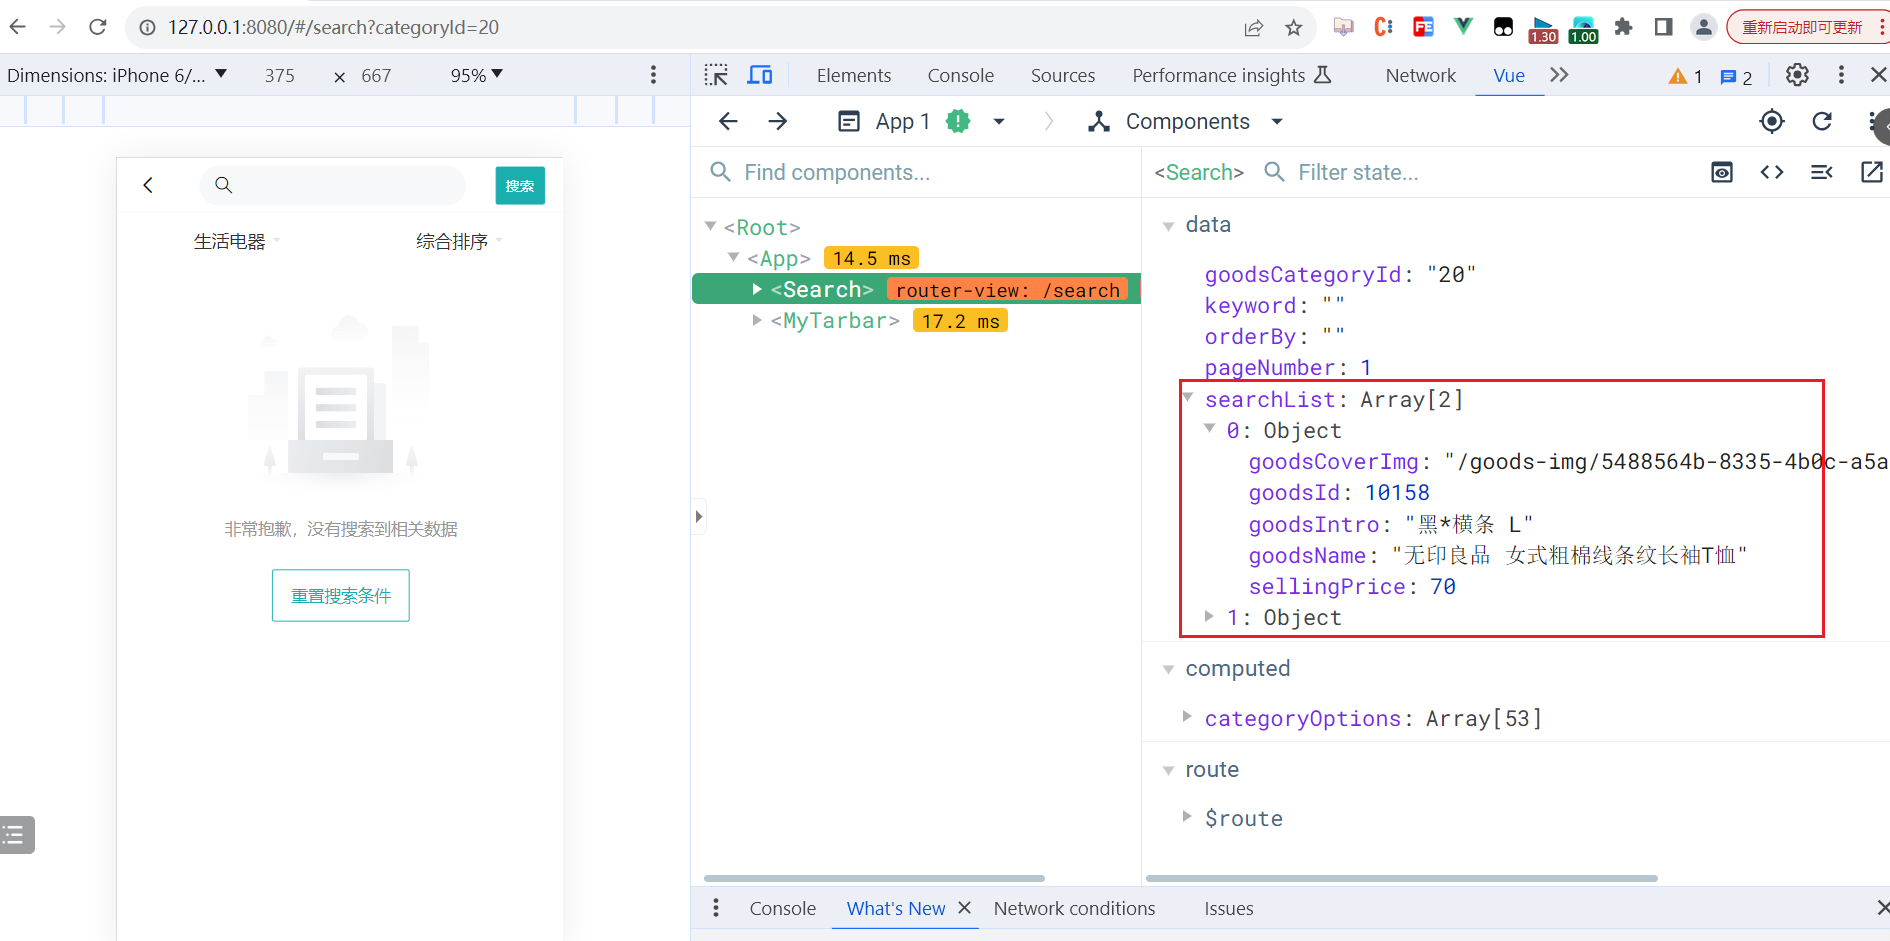 127.0.0.1:8080/#/search?categoryId=20
1.30
1.00
重新启动即可更新
Dimensions: iPhone 6/...
375
×
667
95%
Elements
Console
Sources
Performance insights
Network
Vue
1
2
App 1
Components
搜索
Find components...
<Search>
Filter state...
生活电器
综合排序
<Root>
<App> 14.5 ms
<Search> router-view: /search
<MyTarbar> 17.2 ms
data
goodsCategoryId: "20"
keyword: ""
orderBy: ""
pageNumber: 1
searchList: Array[2]
0: Object
goodsCoverImg: "/goods-img/5488564b-8335-4b0c-a5a
goodsId: 10158
goodsIntro: "黑*横条 L"
goodsName: "无印良品 女式粗棉线条纹长袖T恤"
sellingPrice: 70
1: Object
非常抱歉，没有搜索到相关数据
重置搜索条件
computed
categoryOptions: Array[53]
route
$route
Console
What's New
Network conditions
Issues